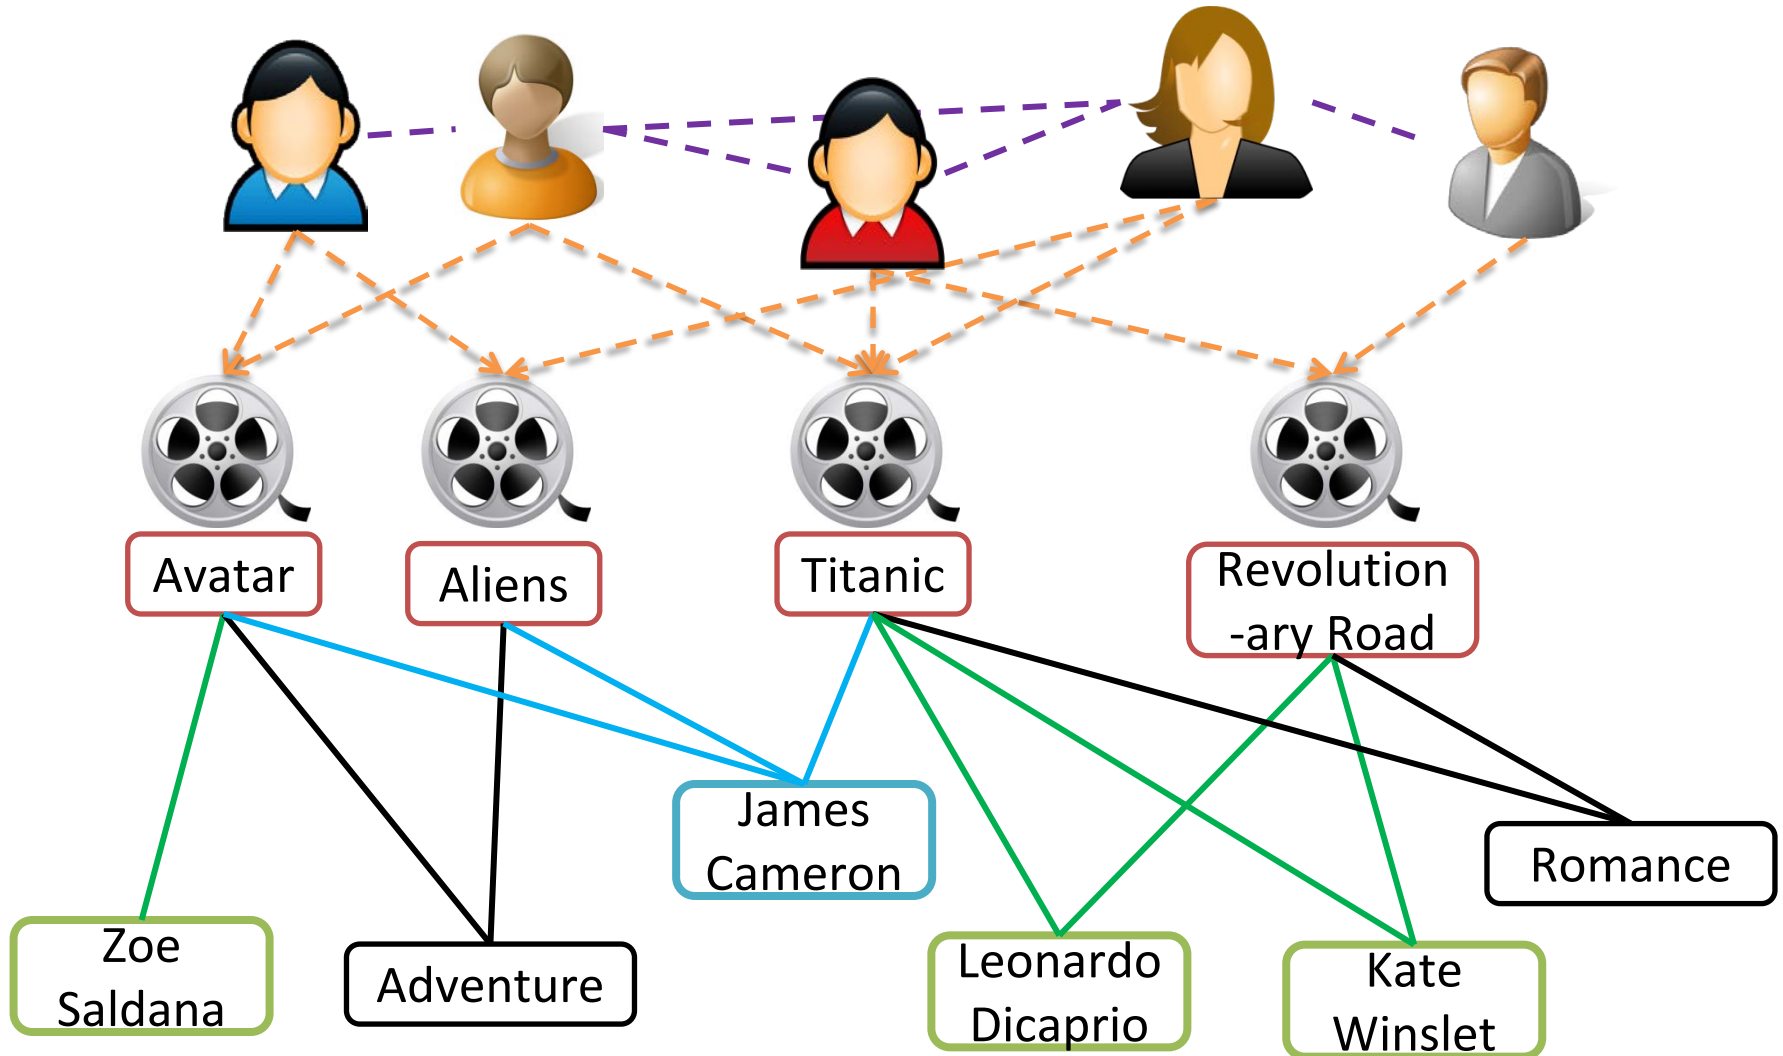 Avatar
Aliens
Titanic
Revolution
-ary Road
James
Cameron
Romance
Zoe
Saldana
Adventure
Leonardo
Dicaprio
Kate
Winslet